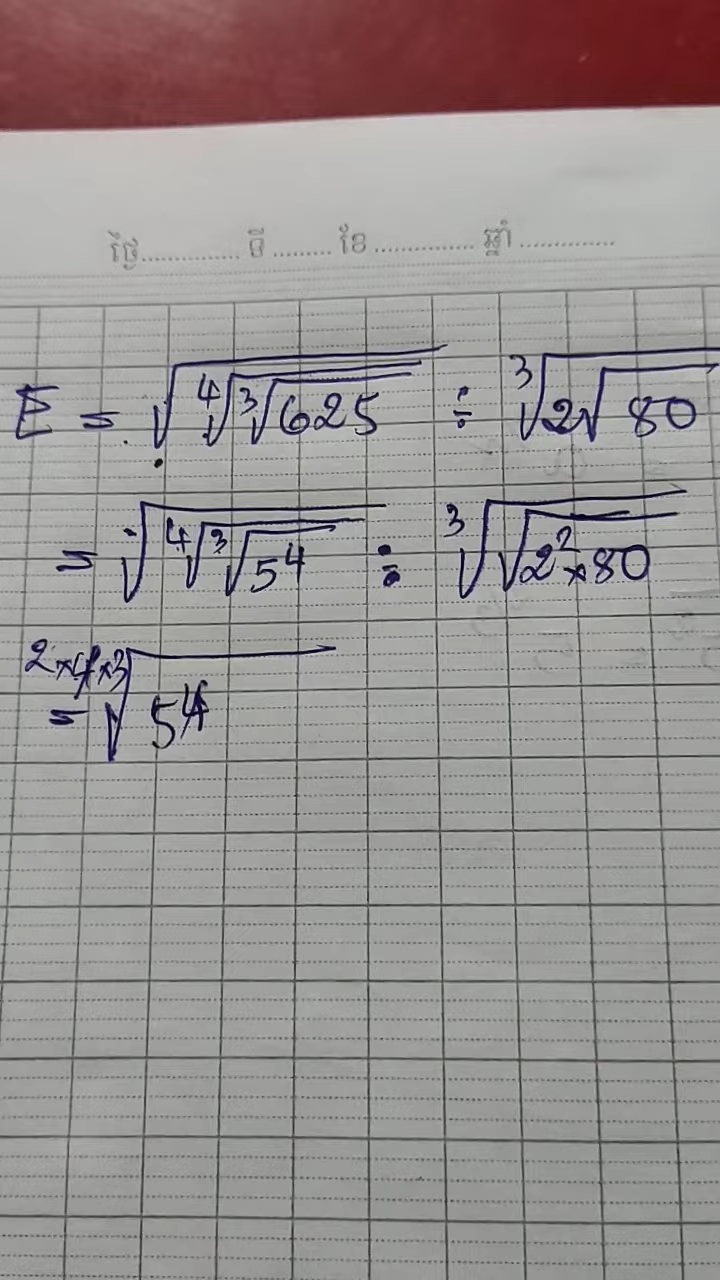 ថ្ងៃ.............ទី.........ខែ...............ឆ្នាំ..............
E = √(⁴√(³√625)) ÷ ³√(2√80)
= √(⁴√(³√5⁴)) ÷ ³√(√(2²×80))
= ²ˣ⁴ˣ³√5⁴